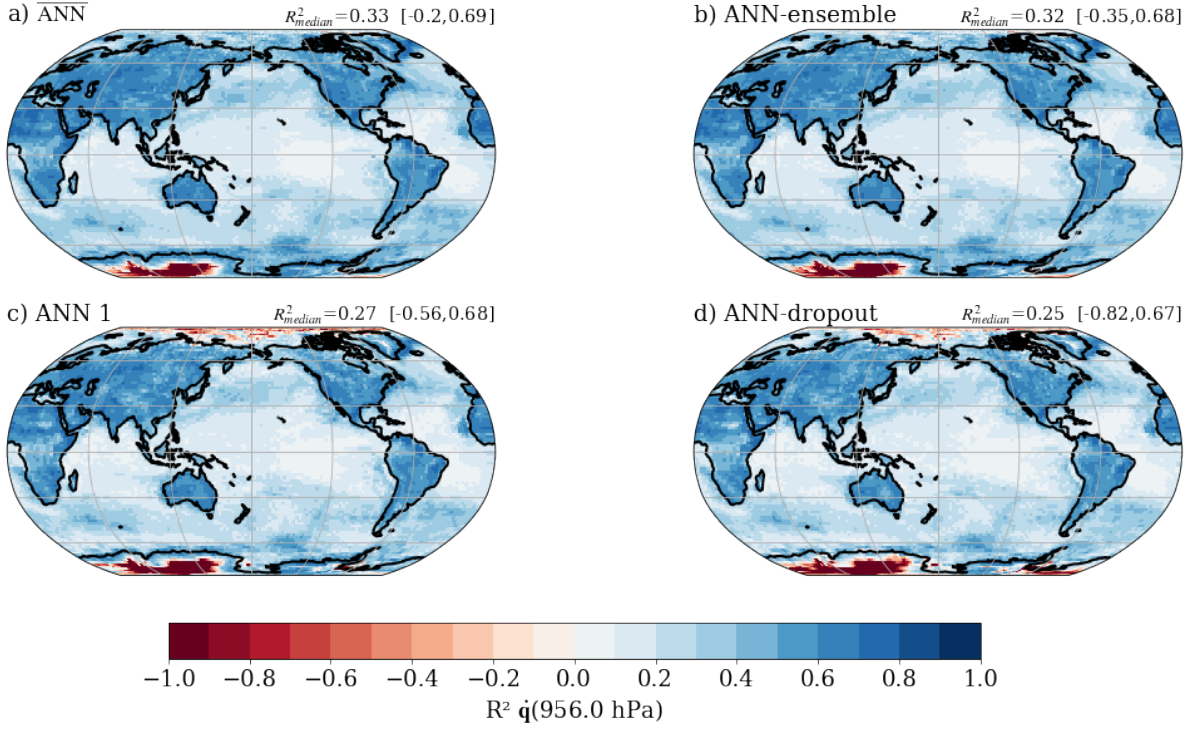 a) A̅N̅N̅ R²median=0.33 [-0.2,0.69]
b) ANN-ensemble R²median=0.32 [-0.35,0.68]
c) ANN 1 R²median=0.27 [-0.56,0.68]
d) ANN-dropout R²median=0.25 [-0.82,0.67]
−1.0 −0.8 −0.6 −0.4 −0.2 0.0 0.2 0.4 0.6 0.8 1.0
R² q̇(956.0 hPa)